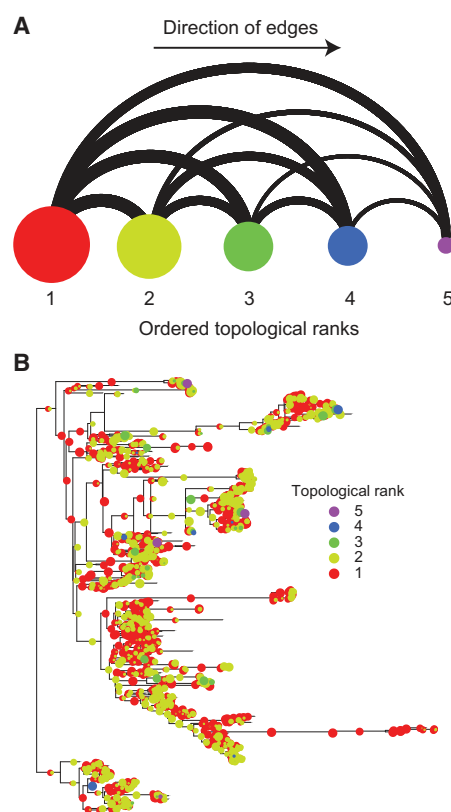 A
Direction of edges
1 2 3 4 5
Ordered topological ranks
B
Topological rank
5
4
3
2
1